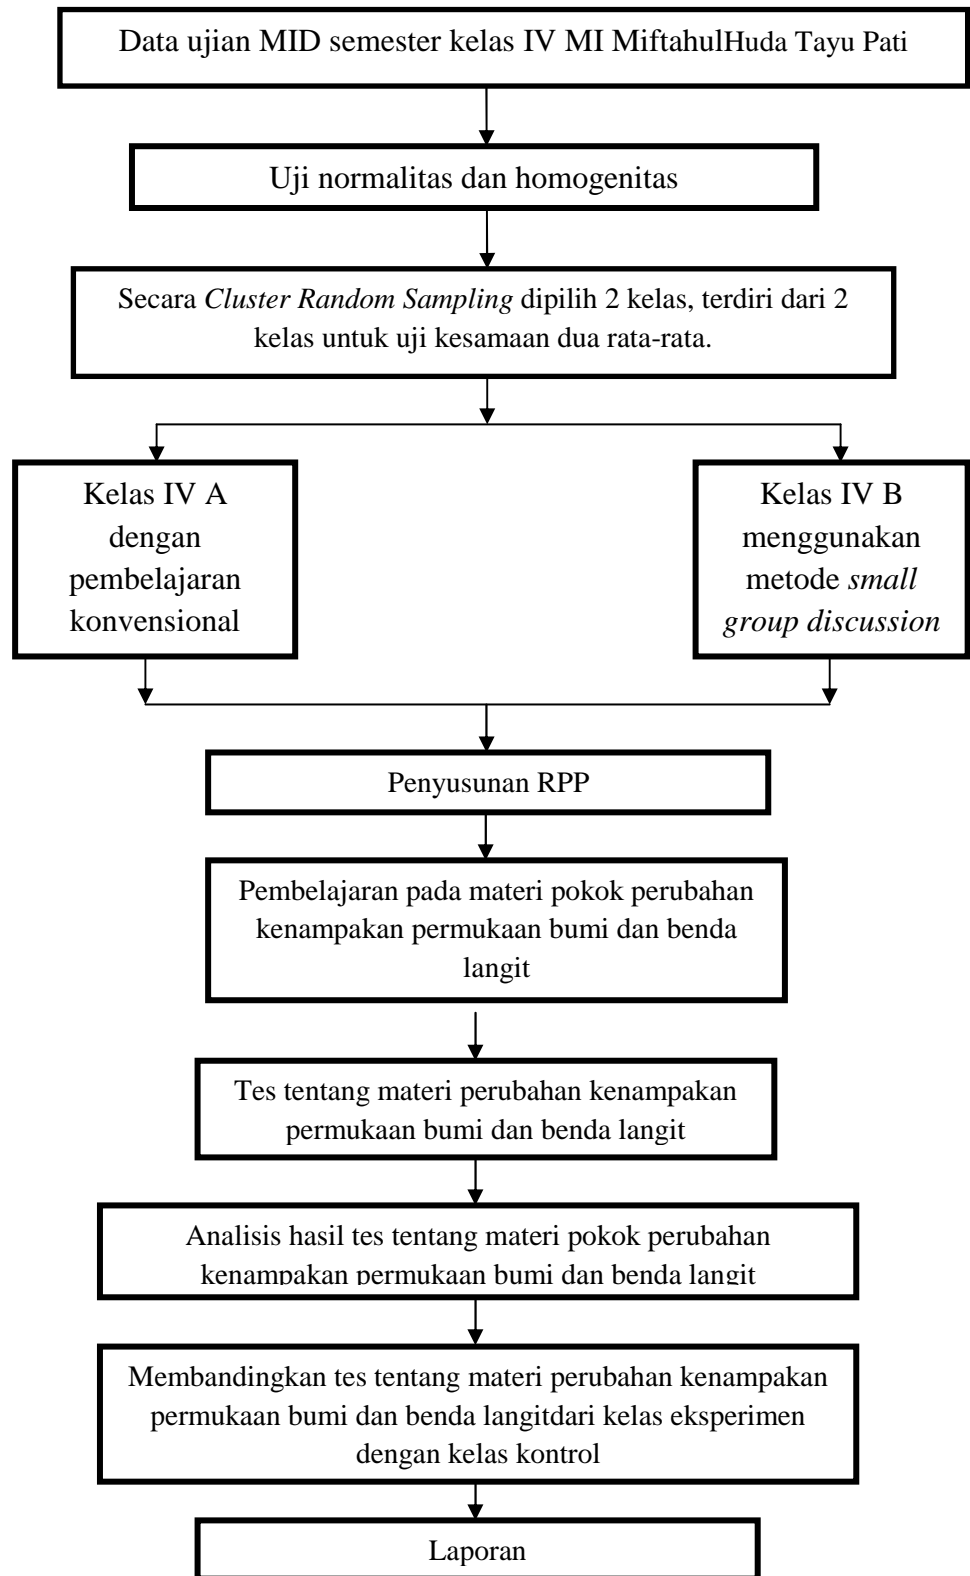 Data ujian MID semester kelas IV MI MiftahulHuda Tayu Pati
Uji normalitas dan homogenitas
Secara Cluster Random Sampling dipilih 2 kelas, terdiri dari 2
kelas untuk uji kesamaan dua rata-rata.
Kelas IV A
dengan
pembelajaran
konvensional
Kelas IV B
menggunakan
metode small
group discussion
Penyusunan RPP
Pembelajaran pada materi pokok perubahan
kenampakan permukaan bumi dan benda
langit
Tes tentang materi perubahan kenampakan
permukaan bumi dan benda langit
Analisis hasil tes tentang materi pokok perubahan
kenampakan permukaan bumi dan benda langit
Membandingkan tes tentang materi perubahan kenampakan
permukaan bumi dan benda langitdari kelas eksperimen
dengan kelas kontrol
Laporan